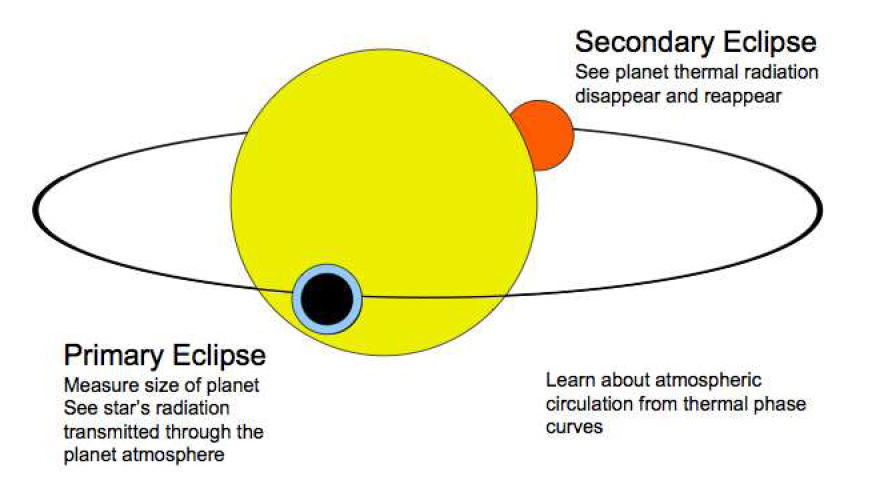 Secondary Eclipse
See planet thermal radiation
disappear and reappear
Primary Eclipse
Measure size of planet
See star's radiation
transmitted through the
planet atmosphere
Learn about atmospheric
circulation from thermal phase
curves